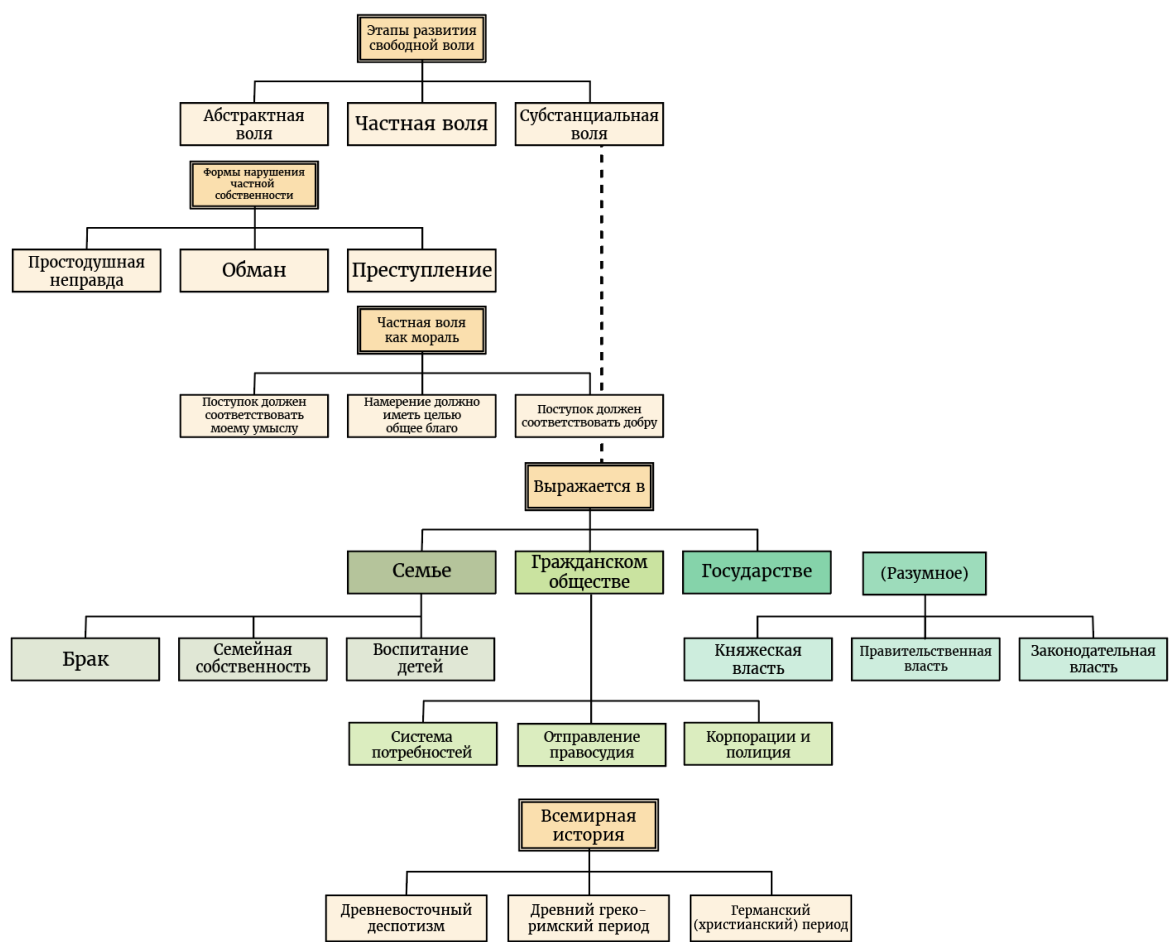 Этапы развития
свободной воли
Абстрактная
воля
Частная воля
Субстанциальная
воля
Формы нарушения
частной
собственности
Простодушная
неправда
Обман
Преступление
Частная воля
как мораль
Поступок должен
соответствовать
моему умыслу
Намерение должно
иметь целью
общее благо
Поступок должен
соответствовать добру
Выражается в
Семье
Гражданском
обществе
Государстве
(Разумное)
Брак
Семейная
собственность
Воспитание
детей
Княжеская
власть
Правительственная
власть
Законодательная
власть
Система
потребностей
Отправление
правосудия
Корпорации и
полиция
Всемирная
история
Древневосточный
деспотизм
Древний греко-
римский период
Германский
(христианский) период